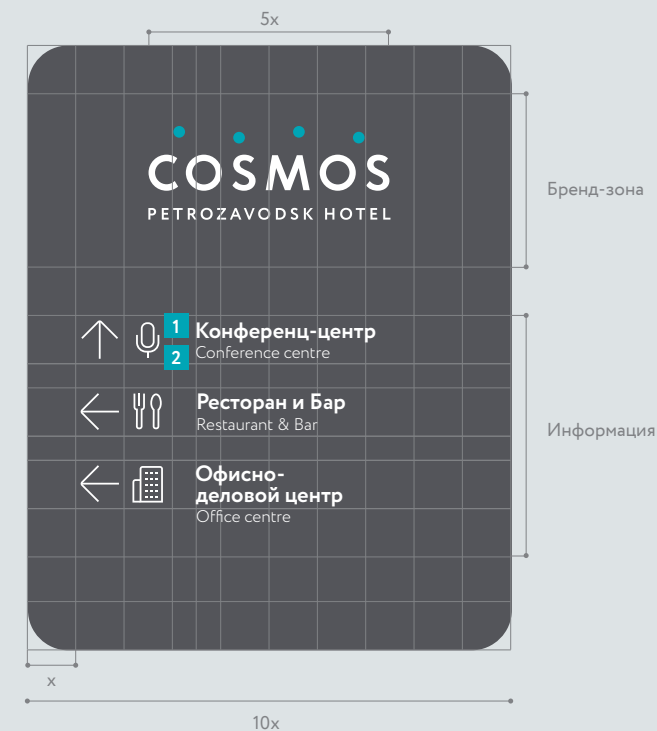 5x
COSMOS
PETROZAVODSK HOTEL
Бренд-зона
1
2
Конференц-центр
Conference centre
Ресторан и Бар
Restaurant & Bar
Информация
Офисно-
деловой центр
Office centre
x
10x